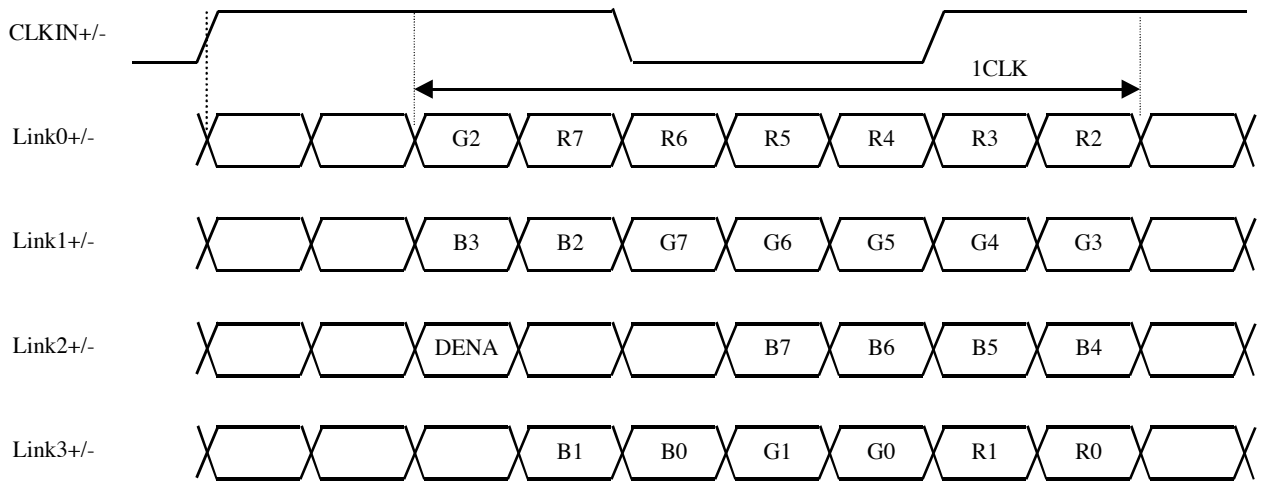 CLKIN+/-
1CLK
Link0+/- G2 R7 R6 R5 R4 R3 R2
Link1+/- B3 B2 G7 G6 G5 G4 G3
Link2+/- DENA B7 B6 B5 B4
Link3+/- B1 B0 G1 G0 R1 R0